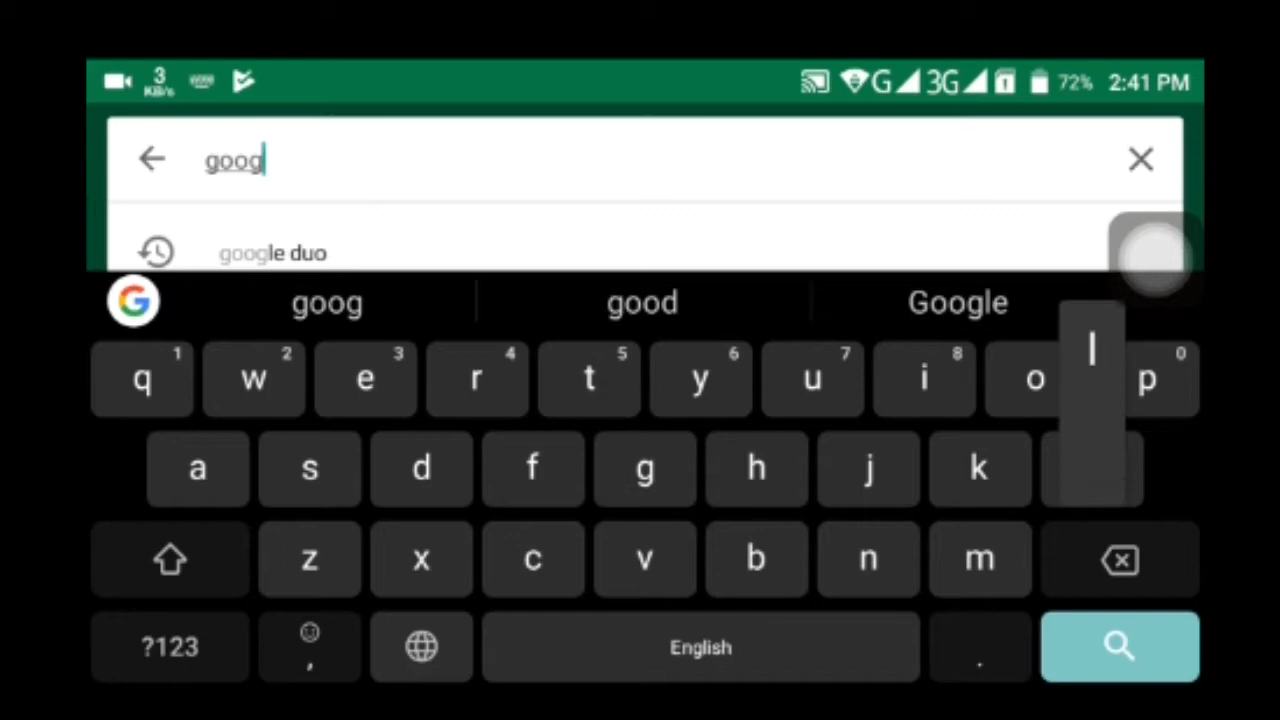 3 KB/s G 3G 72% 2:41 PM
goog
google duo
G goog good Google
q 1 w 2 e 3 r 4 t 5 y 6 u 7 i 8 o l p 0
a s d f g h j k
z x c v b n m
?123 , English .